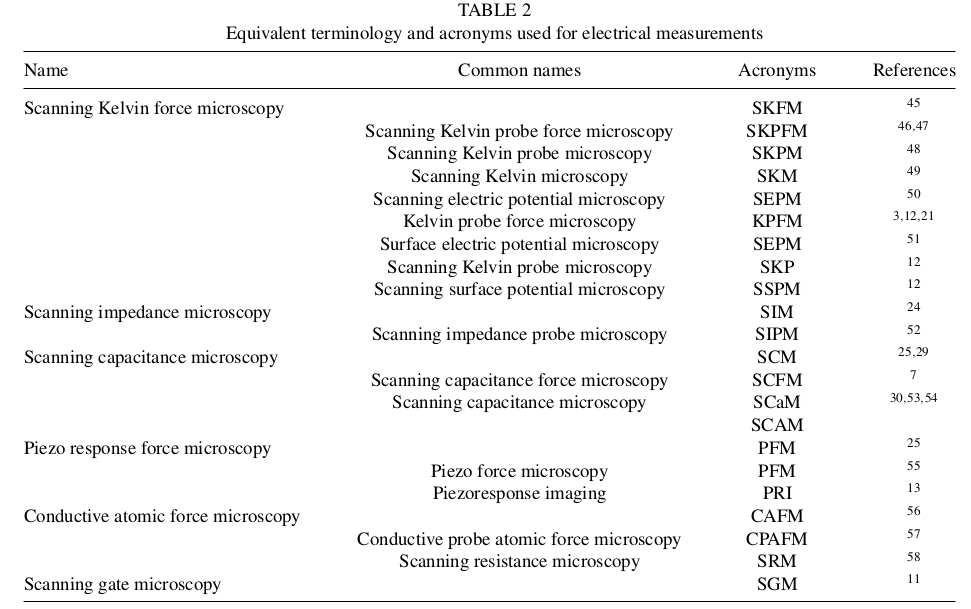 TABLE 2
Equivalent terminology and acronyms used for electrical measurements
Name Common names Acronyms References
Scanning Kelvin force microscopy SKFM 45
Scanning Kelvin probe force microscopy SKPFM 46,47
Scanning Kelvin probe microscopy SKPM 48
Scanning Kelvin microscopy SKM 49
Scanning electric potential microscopy SEPM 50
Kelvin probe force microscopy KPFM 3,12,21
Surface electric potential microscopy SEPM 51
Scanning Kelvin probe microscopy SKP 12
Scanning surface potential microscopy SSPM 12
Scanning impedance microscopy SIM 24
Scanning impedance probe microscopy SIPM 52
Scanning capacitance microscopy SCM 25,29
Scanning capacitance force microscopy SCFM 7
Scanning capacitance microscopy SCaM 30,53,54
SCAM
Piezo response force microscopy PFM 25
Piezo force microscopy PFM 55
Piezoresponse imaging PRI 13
Conductive atomic force microscopy CAFM 56
Conductive probe atomic force microscopy CPAFM 57
Scanning resistance microscopy SRM 58
Scanning gate microscopy SGM 11